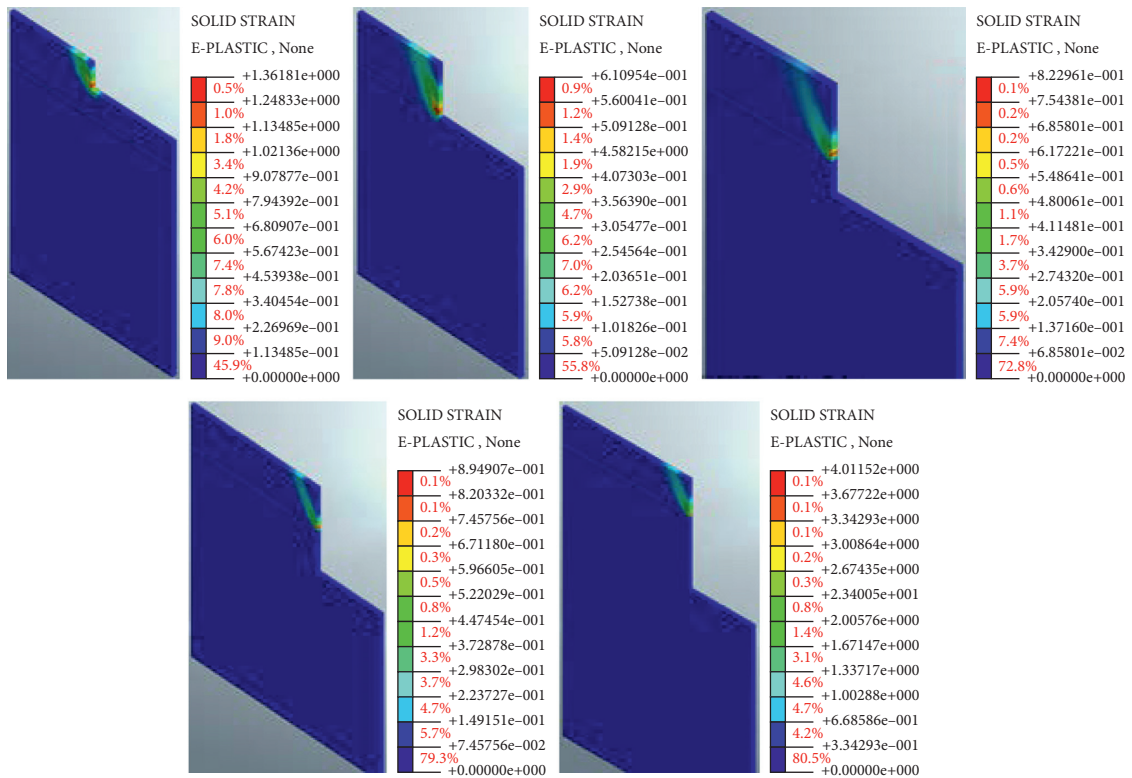 SOLID STRAIN
E-PLASTIC , None
+1.36181e+000
0.5%
+1.24833e+000
1.0%
+1.13485e+000
1.8%
+1.02136e+000
3.4%
+9.07877e–001
4.2%
+7.94392e–001
5.1%
+6.80907e–001
6.0%
+5.67423e–001
7.4%
+4.53938e–001
7.8%
+3.40454e–001
8.0%
+2.26969e–001
9.0%
+1.13485e–001
45.9%
+0.00000e+000
SOLID STRAIN
E-PLASTIC , None
+6.10954e–001
0.9%
+5.60041e–001
1.2%
+5.09128e–001
1.4%
+4.58215e+000
1.9%
+4.07303e–001
2.9%
+3.56390e–001
4.7%
+3.05477e–001
6.2%
+2.54564e–001
7.0%
+2.03651e–001
6.2%
+1.52738e–001
5.9%
+1.01826e–001
5.8%
+5.09128e–002
55.8%
+0.00000e+000
SOLID STRAIN
E-PLASTIC , None
+8.22961e–001
0.1%
+7.54381e–001
0.2%
+6.85801e–001
0.2%
+6.17221e–001
0.5%
+5.48641e–001
0.6%
+4.80061e–001
1.1%
+4.11481e–001
1.7%
+3.42900e–001
3.7%
+2.74320e–001
5.9%
+2.05740e–001
5.9%
+1.37160e–001
7.4%
+6.85801e–002
72.8%
+0.00000e+000
SOLID STRAIN
E-PLASTIC , None
+8.94907e–001
0.1%
+8.20332e–001
0.1%
+7.45756e–001
0.2%
+6.71180e–001
0.3%
+5.96605e–001
0.5%
+5.22029e–001
0.8%
+4.47454e–001
1.2%
+3.72878e–001
3.3%
+2.98302e–001
3.7%
+2.23727e–001
4.7%
+1.49151e–001
5.7%
+7.45756e–002
79.3%
+0.00000e+000
SOLID STRAIN
E-PLASTIC , None
+4.01152e+000
0.1%
+3.67722e+000
0.1%
+3.34293e+000
0.1%
+3.00864e+000
0.2%
+2.67435e+000
0.3%
+2.34005e+001
0.8%
+2.00576e+000
1.4%
+1.67147e+000
3.1%
+1.33717e+000
4.6%
+1.00288e+000
4.7%
+6.68586e–001
4.2%
+3.34293e–001
80.5%
+0.00000e+000